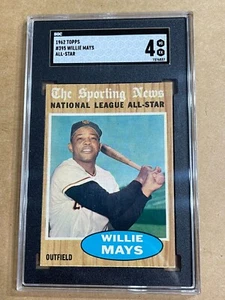 SGC
1962 TOPPS
#395 WILLIE MAYS
ALL-STAR
4
The Sporting News
NATIONAL LEAGUE ALL-STAR
WILLIE
MAYS
OUTFIELD